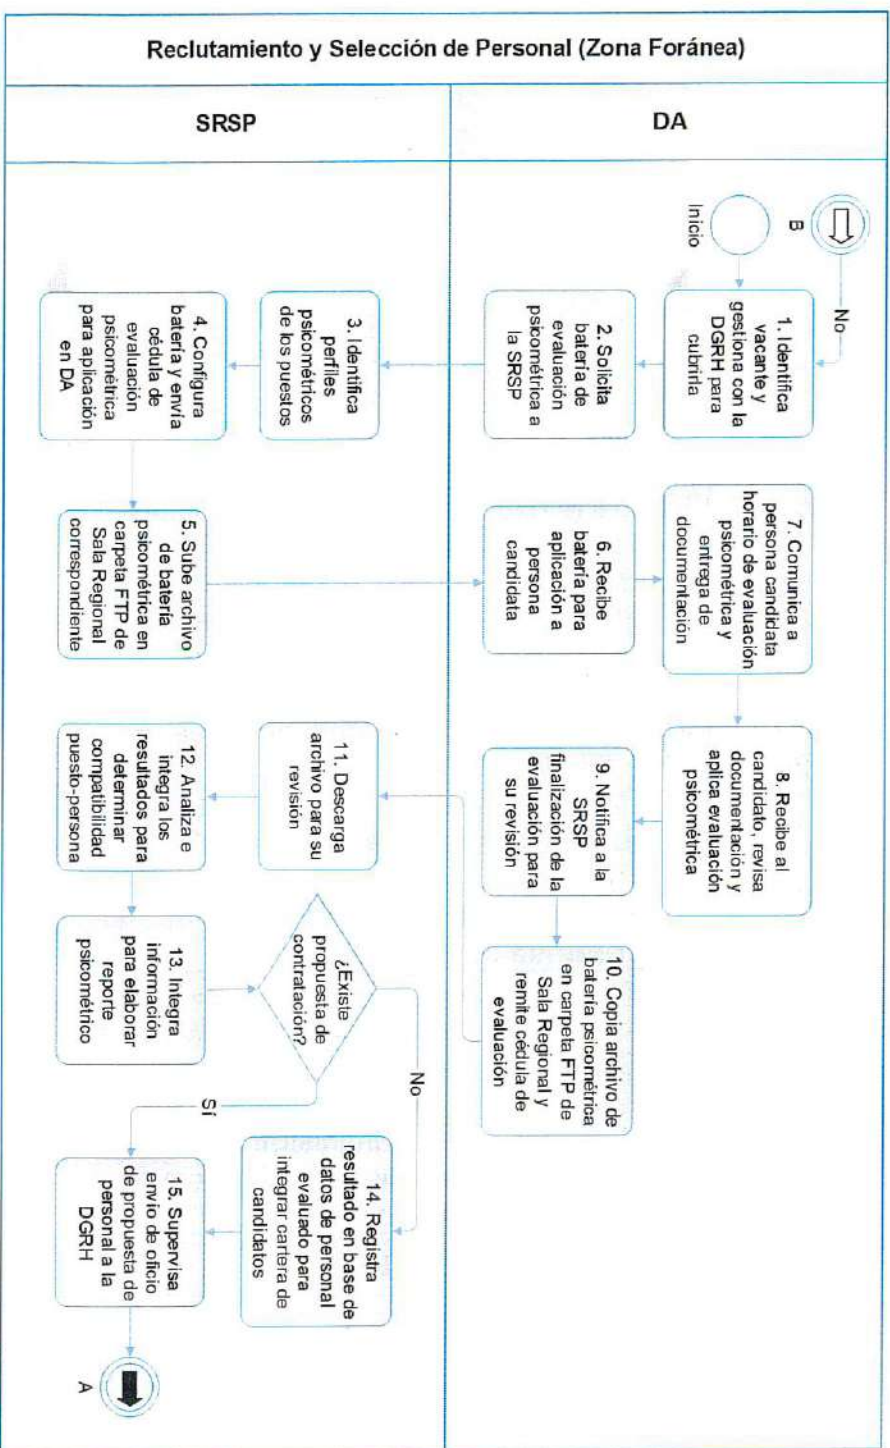 Reclutamiento y Selección de Personal (Zona Foránea)
DA
B
No
Inicio
1. Identifica
vacante y
gestiona con la
DGRH para
cubrirla
2. Solicita
batería de
evaluación
psicométrica a
la SRSP
SRSP
3. Identifica
perfiles
psicométricos
de los puestos
4. Configura
batería y envía
cédula de
evaluación
psicométrica
para aplicación
en DA
5. Sube archivo
de batería
psicométrica en
carpeta FTP de
Sala Regional
correspondiente
6. Recibe
batería para
aplicación a
persona
candidata
7. Comunica a
persona candidata
horario de evaluación
psicométrica y
entrega de
documentación
8. Recibe al
candidato, revisa
documentación y
aplica evaluación
psicométrica
9. Notifica a la
SRSP
finalización de la
evaluación para
su revisión
10. Copia archivo de
batería psicométrica
en carpeta FTP de
Sala Regional y
remite cédula de
evaluación
11. Descarga
archivo para su
revisión
12. Analiza e
integra los
resultados para
determinar
compatibilidad
puesto-persona
13. Integra
información
para elaborar
reporte
psicométrico
¿Existe
propuesta de
contratación?
No
Sí
14. Registra
resultado en base de
datos de personal
evaluado para
integrar cartera de
candidatos
15. Supervisa
envío de oficio
de propuesta de
personal a la
DGRH
A